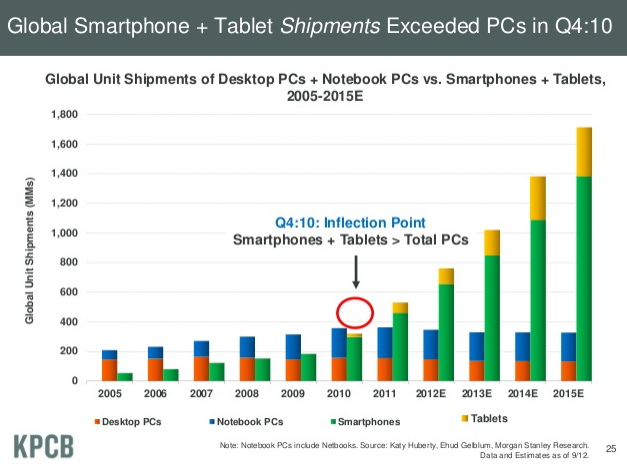 Global Smartphone + Tablet Shipments Exceeded PCs in Q4:10
Global Unit Shipments of Desktop PCs + Notebook PCs vs. Smartphones + Tablets,
2005-2015E
Global Unit Shipments (MMs)
1,800
1,600
1,400
1,200
1,000
800
600
400
200
0
Q4:10: Inflection Point
Smartphones + Tablets > Total PCs
2005 2006 2007 2008 2009 2010 2011 2012E 2013E 2014E 2015E
Desktop PCs Notebook PCs Smartphones Tablets
KPCB
Note: Notebook PCs include Netbooks. Source: Katy Huberty, Ehud Gelblum, Morgan Stanley Research.
Data and Estimates as of 9/12.
25